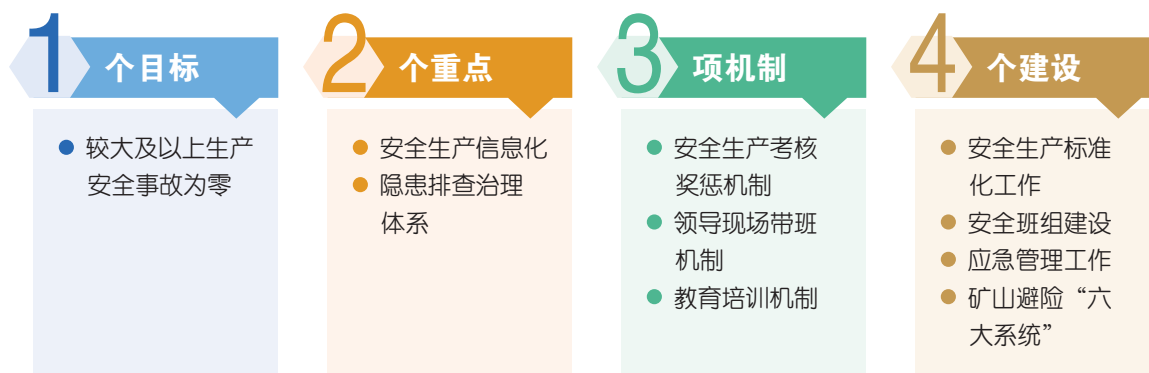 1个目标
较大及以上生产
安全事故为零
2个重点
安全生产信息化
隐患排查治理
体系
3项机制
安全生产考核
奖惩机制
领导现场带班
机制
教育培训机制
4个建设
安全生产标准
化工作
安全班组建设
应急管理工作
矿山避险“六
大系统”